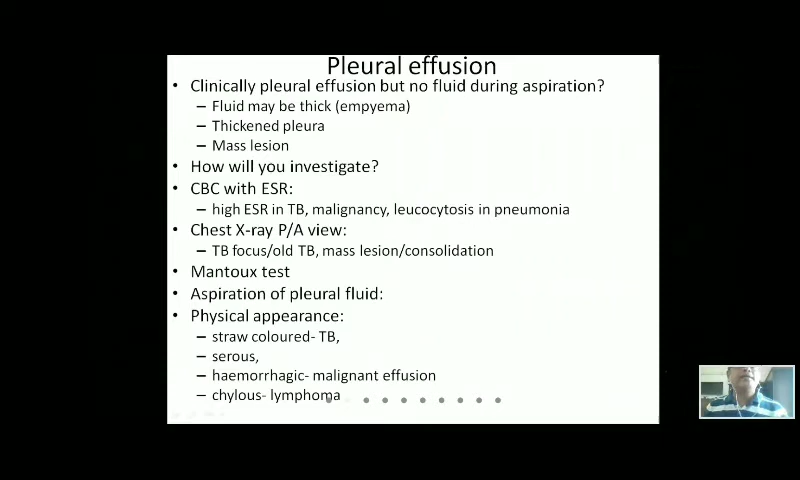 Pleural effusion
• Clinically pleural effusion but no fluid during aspiration?
– Fluid may be thick (empyema)
– Thickened pleura
– Mass lesion
• How will you investigate?
• CBC with ESR:
– high ESR in TB, malignancy, leucocytosis in pneumonia
• Chest X-ray P/A view:
– TB focus/old TB, mass lesion/consolidation
• Mantoux test
• Aspiration of pleural fluid:
• Physical appearance:
– straw coloured- TB,
– serous,
– haemorrhagic- malignant effusion
– chylous- lymphoma